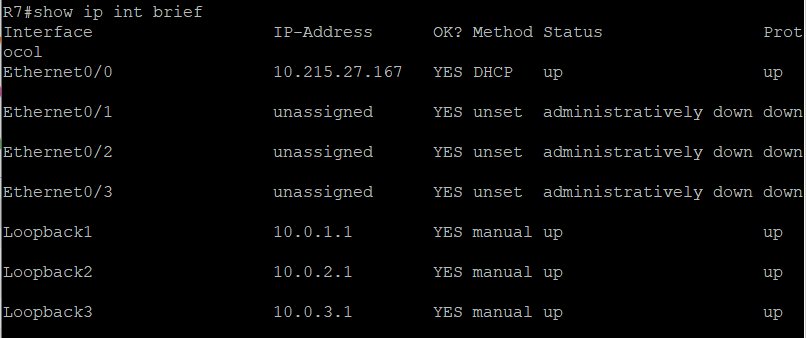 R7#show ip int brief
Interface                  IP-Address      OK? Method Status                Prot
ocol
Ethernet0/0                10.215.27.167   YES DHCP   up                    up
Ethernet0/1                unassigned      YES unset  administratively down down
Ethernet0/2                unassigned      YES unset  administratively down down
Ethernet0/3                unassigned      YES unset  administratively down down
Loopback1                  10.0.1.1        YES manual up                    up
Loopback2                  10.0.2.1        YES manual up                    up
Loopback3                  10.0.3.1        YES manual up                    up